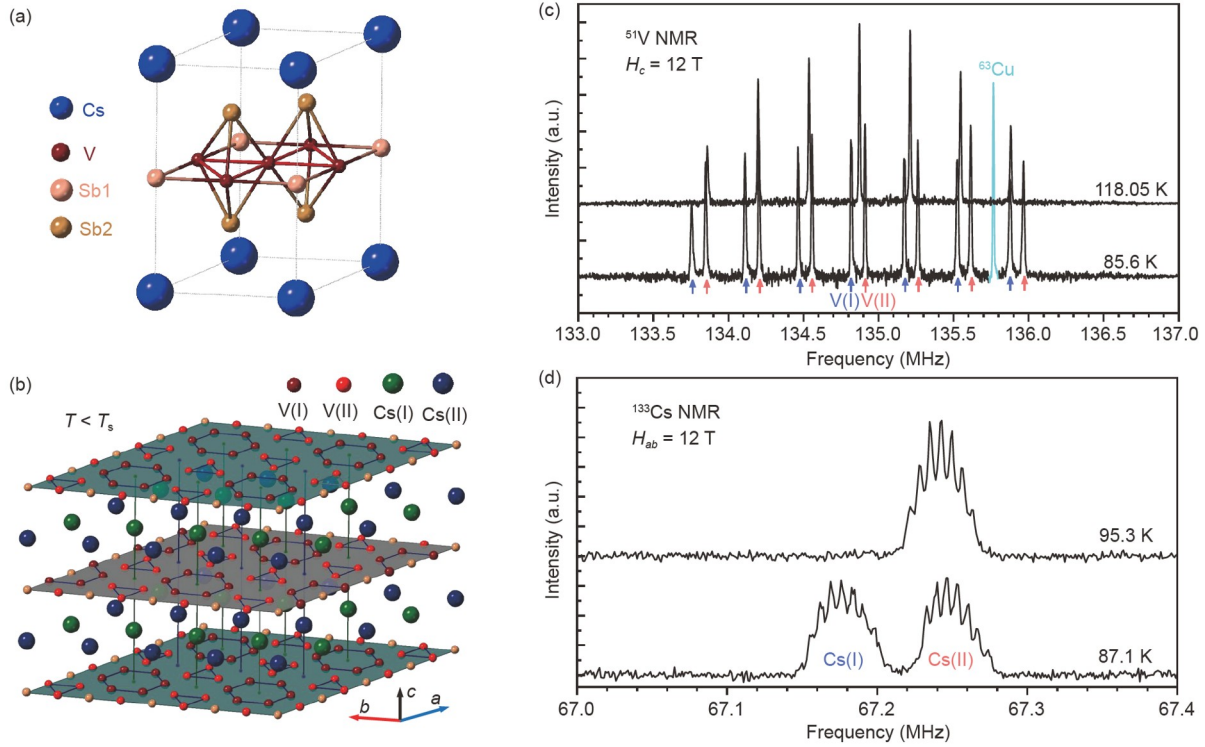 (a)
Cs
V
Sb1
Sb2
(b)
T < Tₛ
V(I) V(II) Cs(I) Cs(II)
c
b a
(c)
⁵¹V NMR
H_c = 12 T
⁶³Cu
118.05 K
85.6 K
V(I) V(II)
Intensity (a.u.)
133.0 133.5 134.0 134.5 135.0 135.5 136.0 136.5 137.0
Frequency (MHz)
(d)
¹³³Cs NMR
H_ab = 12 T
95.3 K
87.1 K
Cs(I) Cs(II)
Intensity (a.u.)
67.0 67.1 67.2 67.3 67.4
Frequency (MHz)